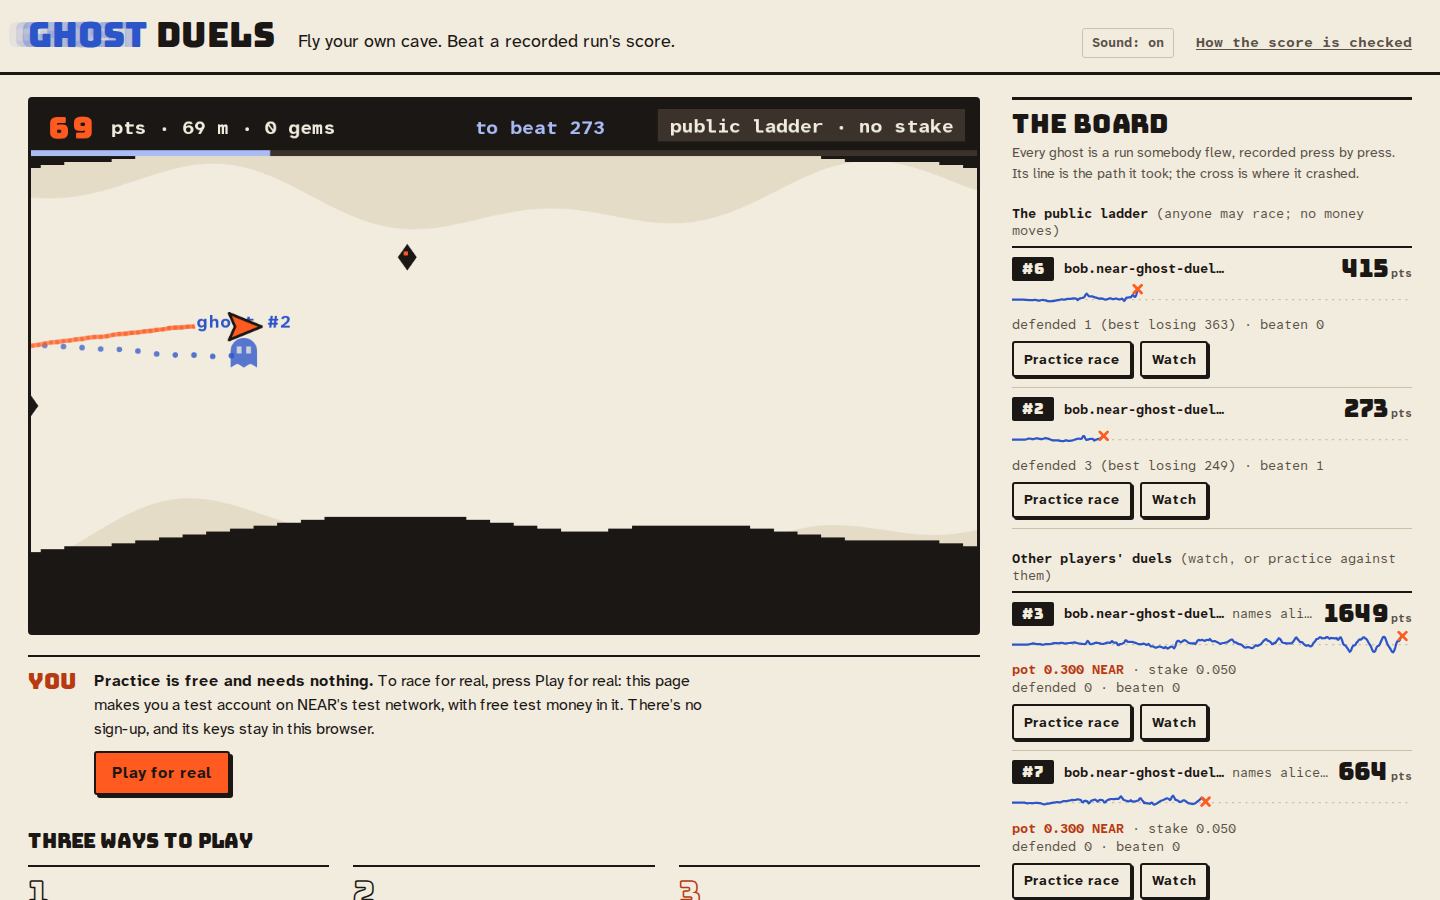 GHOST DUELS
Fly your own cave. Beat a recorded run's score.
Sound: on
How the score is checked
69 pts · 69 m · 0 gems
to beat 273
public ladder · no stake
#2
YOU
Practice is free and needs nothing. To race for real, press Play for real: this page
makes you a test account on NEAR's test network, with free test money in it. There's no
sign-up, and its keys stay in this browser.
Play for real
THREE WAYS TO PLAY
1
2
3
THE BOARD
Every ghost is a run somebody flew, recorded press by press.
Its line is the path it took; the cross is where it crashed.
The public ladder (anyone may race; no money
moves)
#6 bob.near-ghost-duel… 415 pts
defended 1 (best losing 363) · beaten 0
Practice race
Watch
#2 bob.near-ghost-duel… 273 pts
defended 3 (best losing 249) · beaten 1
Practice race
Watch
Other players' duels (watch, or practice against
them)
#3 bob.near-ghost-duel… names ali… 1649 pts
pot 0.300 NEAR · stake 0.050
defended 0 · beaten 0
Practice race
Watch
#7 bob.near-ghost-duel… names alice… 664 pts
pot 0.300 NEAR · stake 0.050
defended 0 · beaten 0
Practice race
Watch